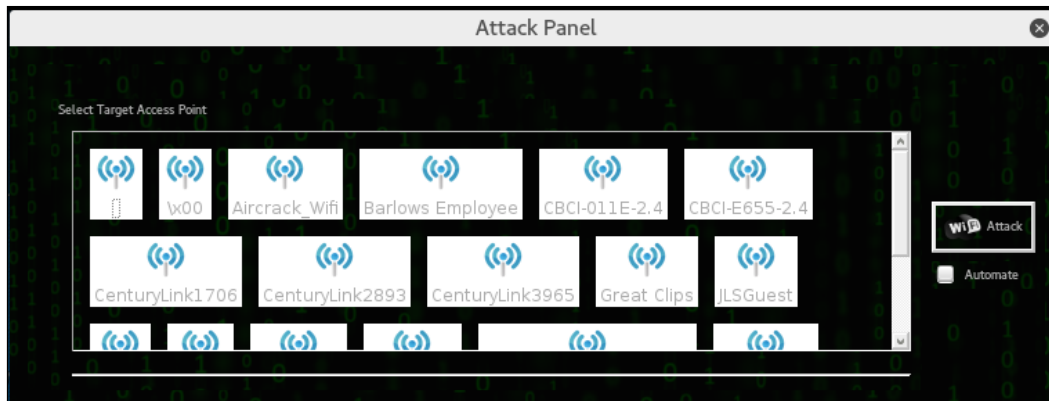 Attack Panel
Select Target Access Point
[]
\x00
Aircrack_Wifi
Barlows Employee
CBCI-011E-2.4
CBCI-E655-2.4
CenturyLink1706
CenturyLink2893
CenturyLink3965
Great Clips
JLSGuest
WiFi Attack
Automate